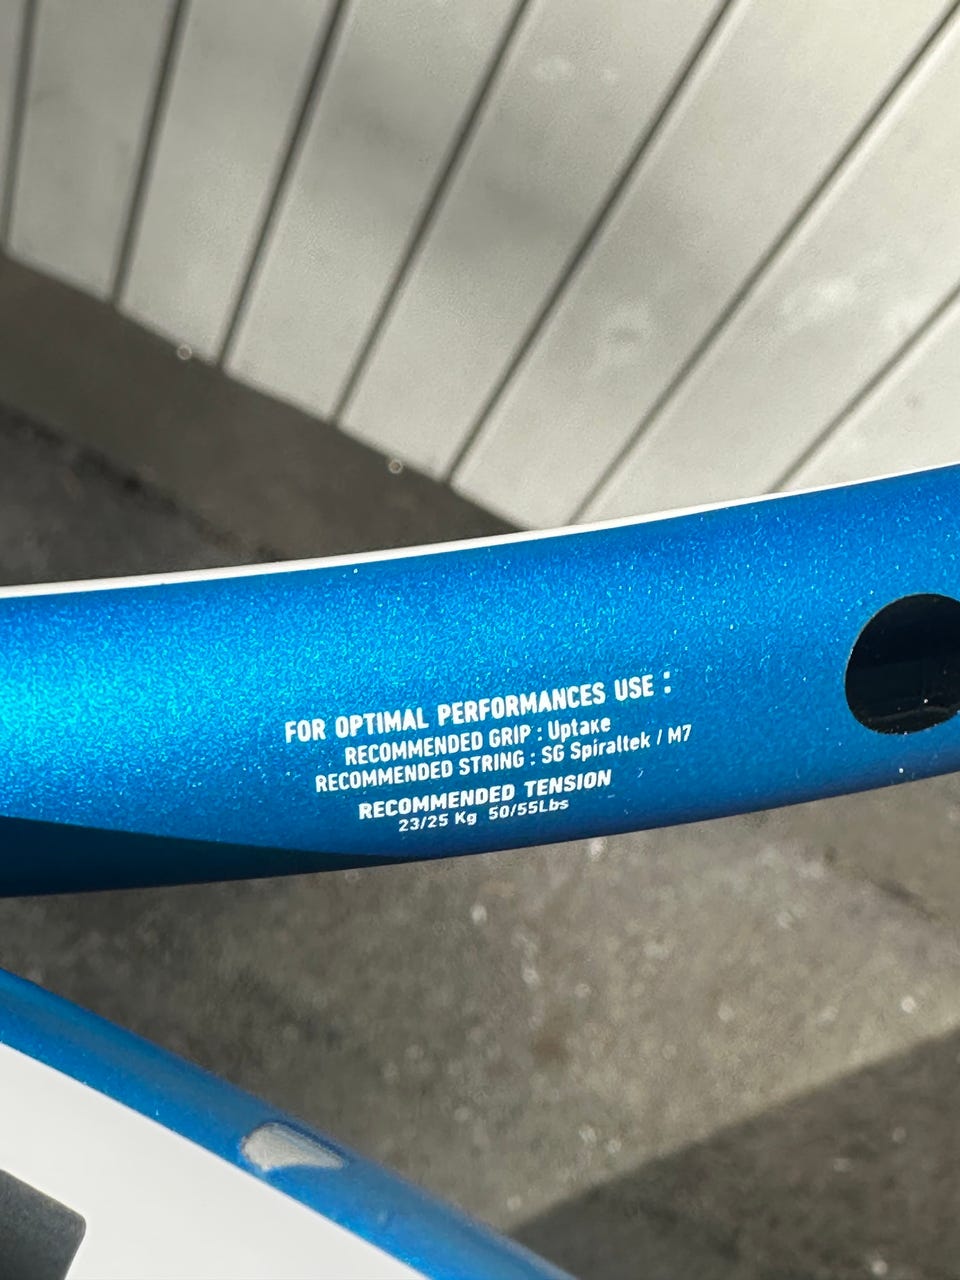 FOR OPTIMAL PERFORMANCES USE :
RECOMMENDED GRIP : Uptake
RECOMMENDED STRING : SG Spiraltek / M7
RECOMMENDED TENSION
23/25 Kg 50/55Lbs